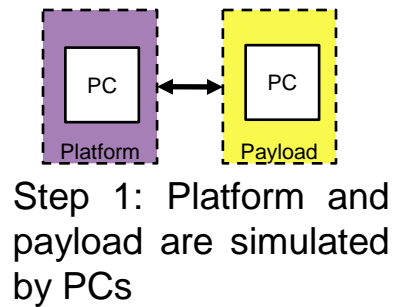 PC PC
Platform Payload
Step 1: Platform and
payload are simulated
by PCs